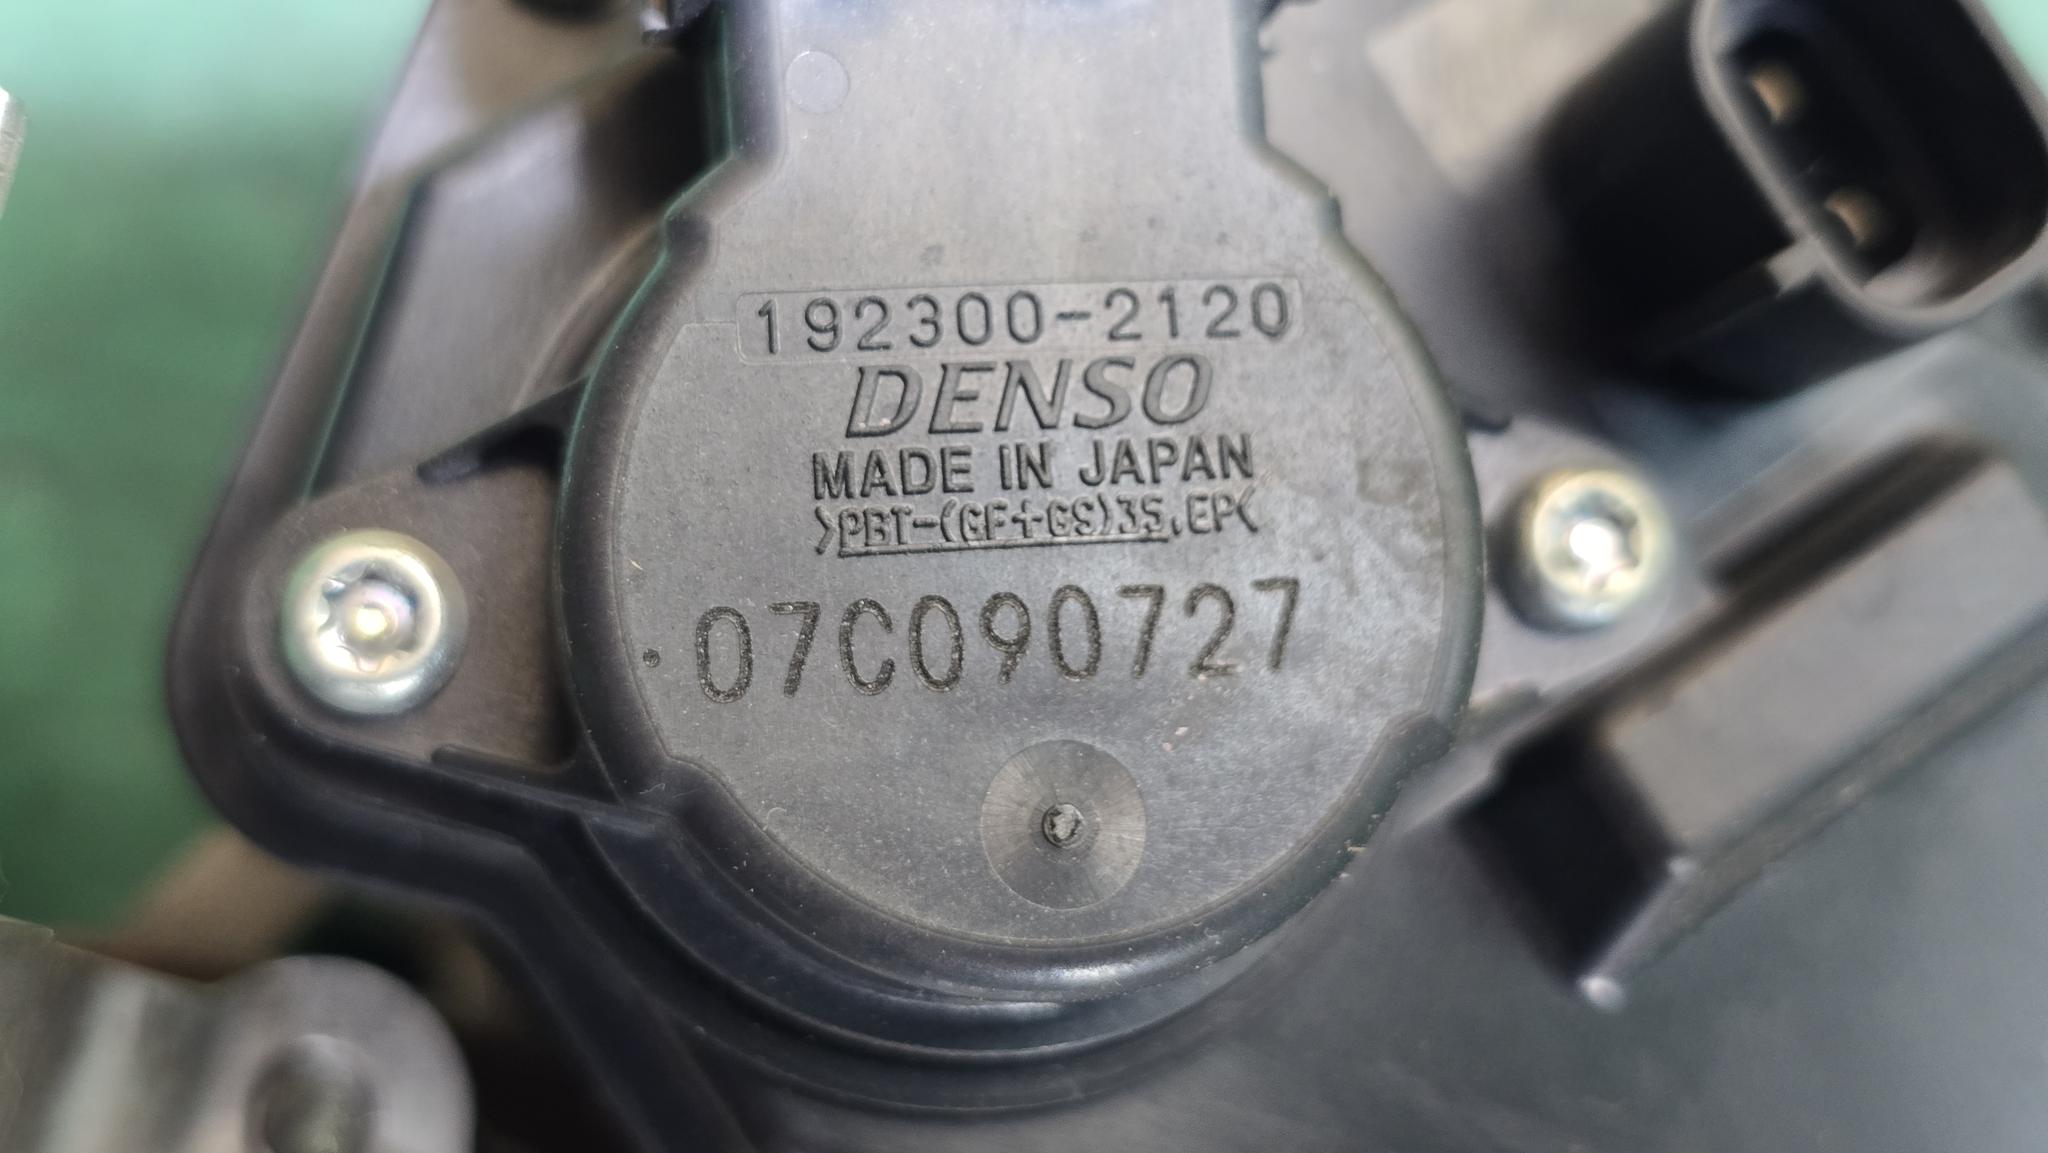 192300-2120
DENSO
MADE IN JAPAN
>PBT-(GF+GS)35,EP<
07C090727